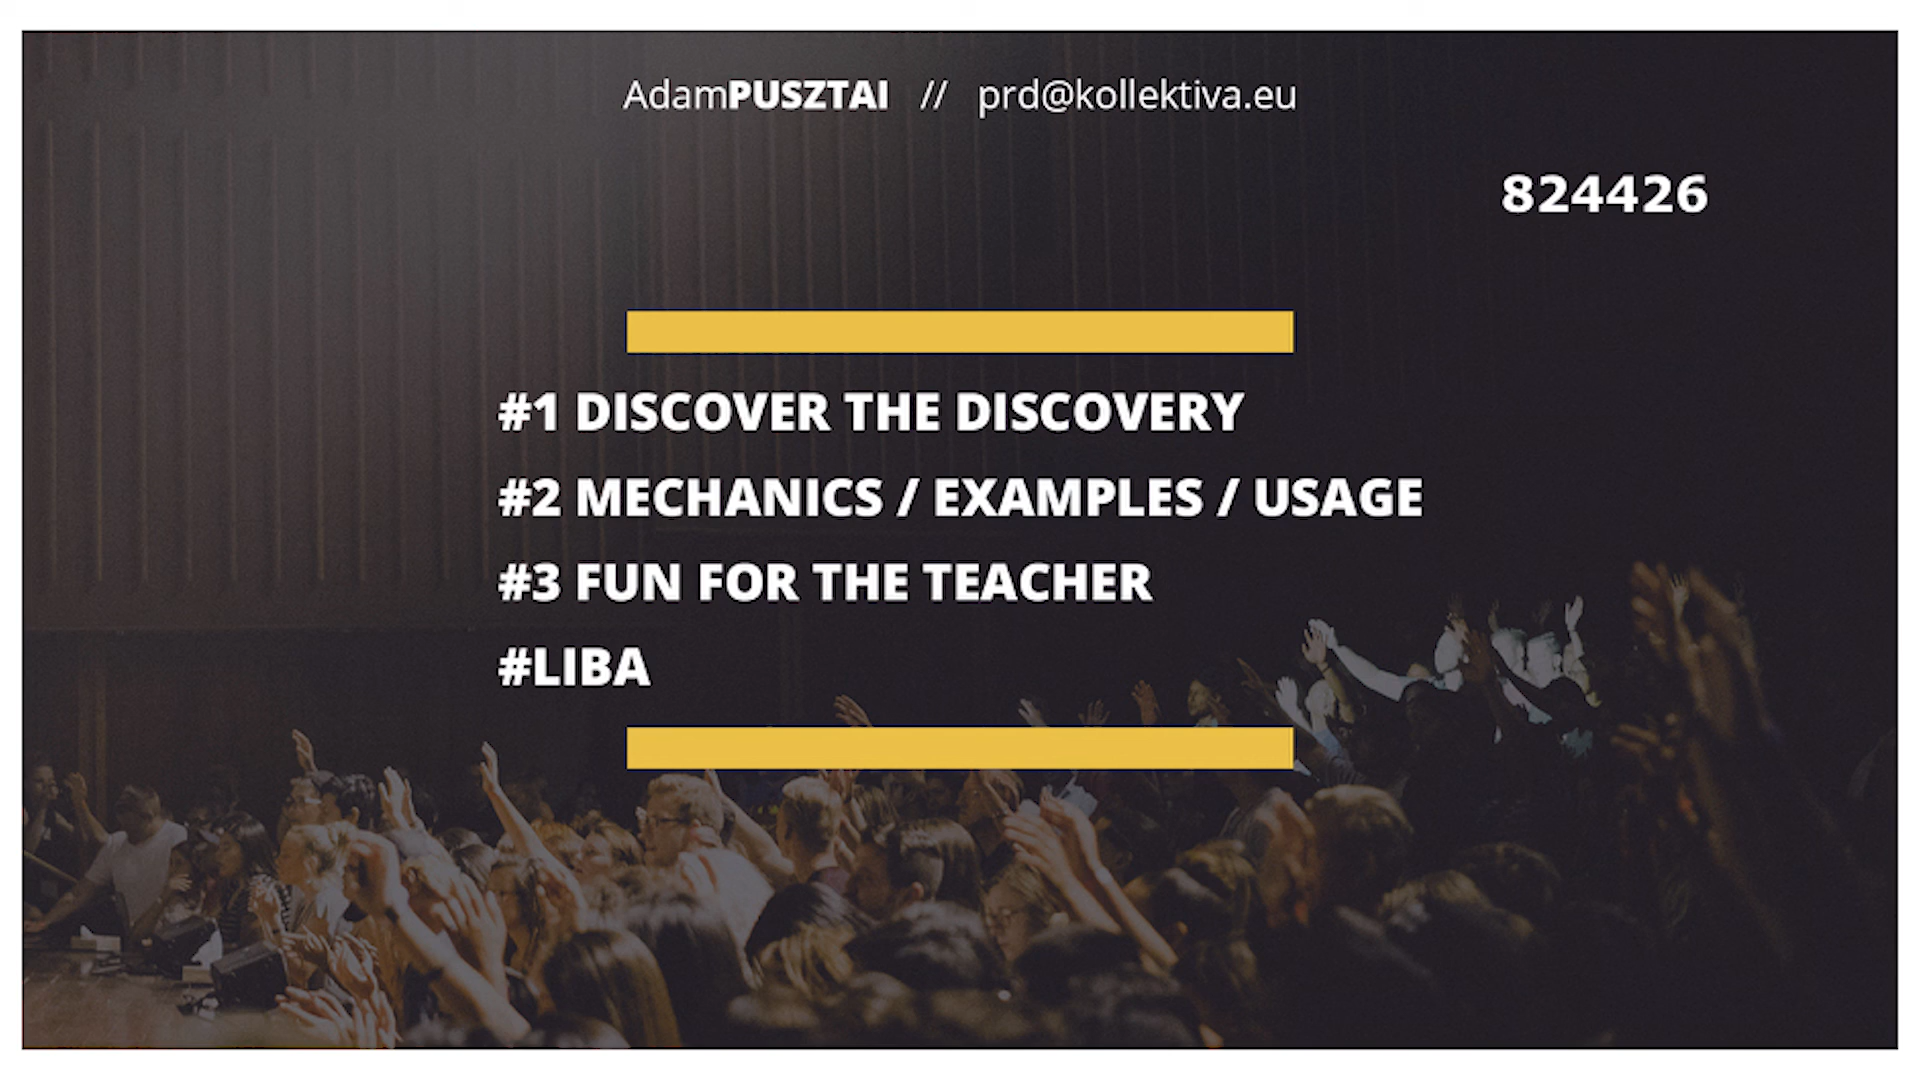 AdamPUSZTAI // prd@kollektiva.eu
824426
#1 DISCOVER THE DISCOVERY
#2 MECHANICS / EXAMPLES / USAGE
#3 FUN FOR THE TEACHER
#LIBA